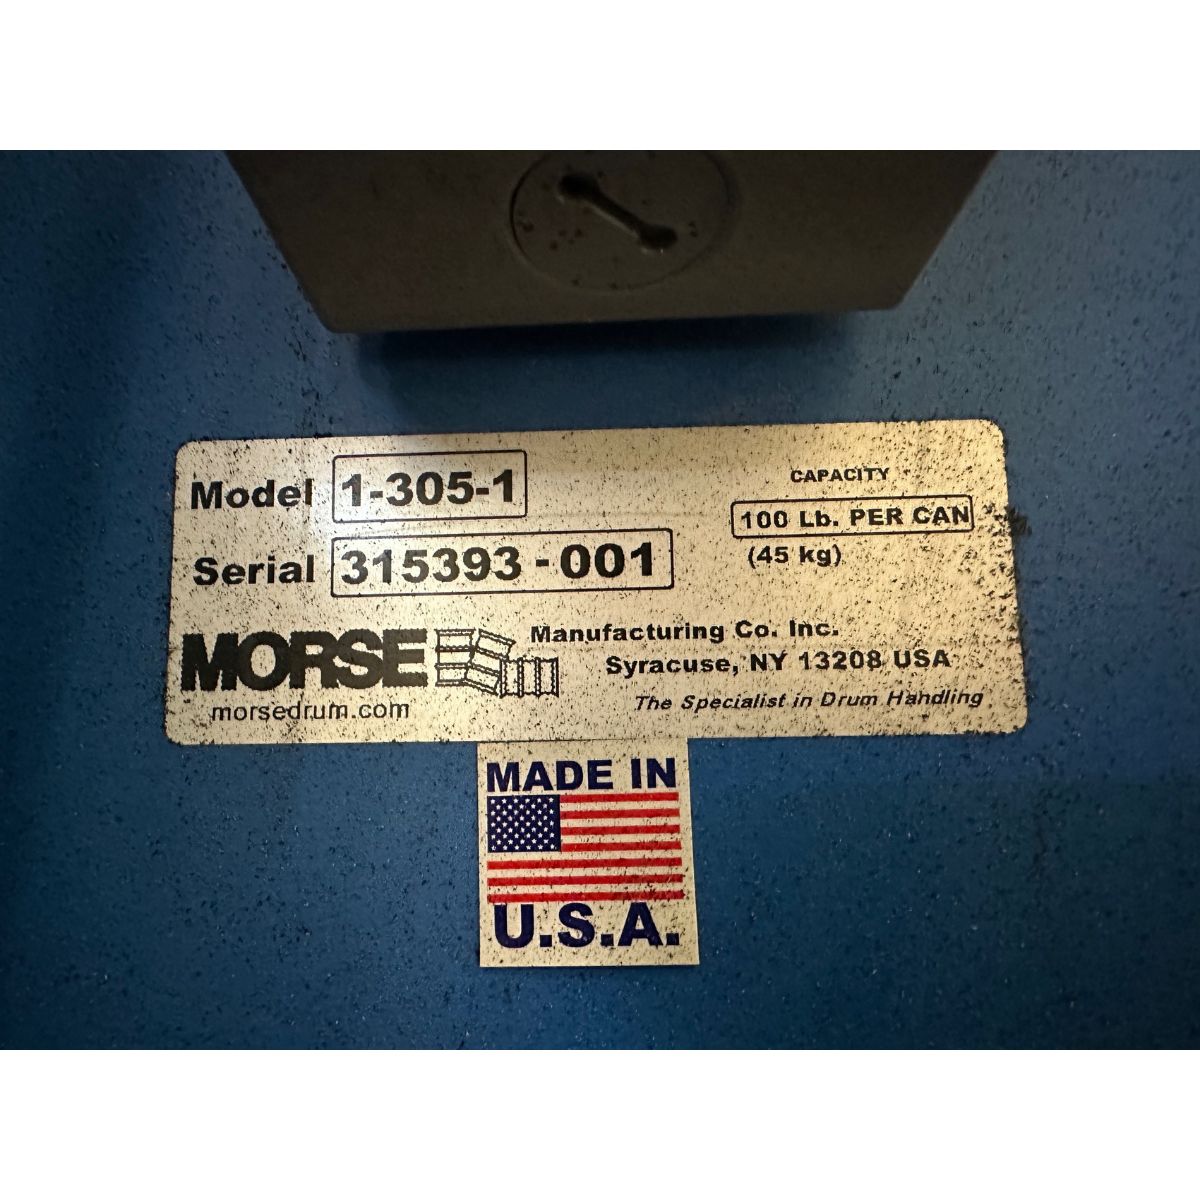 Model 1-305-1
CAPACITY
100 Lb. PER CAN
(45 kg)
Serial 315393-001
MORSE Manufacturing Co. Inc.
Syracuse, NY 13208 USA
morsedrum.com
The Specialist in Drum Handling
MADE IN
U.S.A.